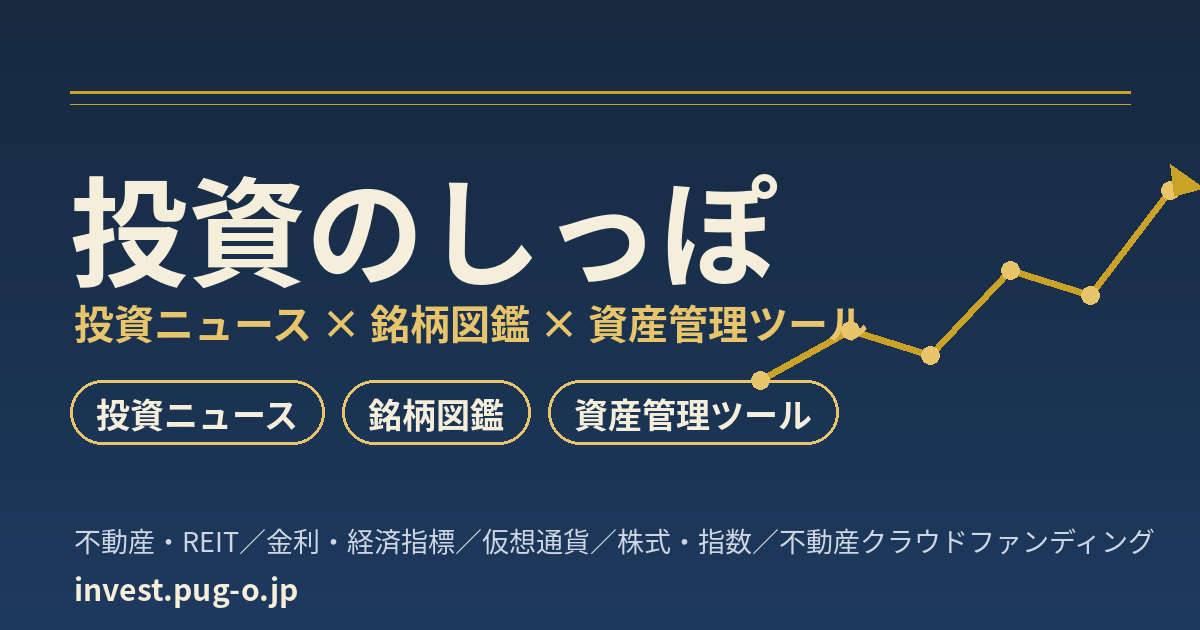 投資のしっぽ
投資ニュース × 銘柄図鑑 × 資産管理ツール
投資ニュース 銘柄図鑑 資産管理ツール
不動産・REIT／金利・経済指標／仮想通貨／株式・指数／不動産クラウドファンディング
invest.pug-o.jp